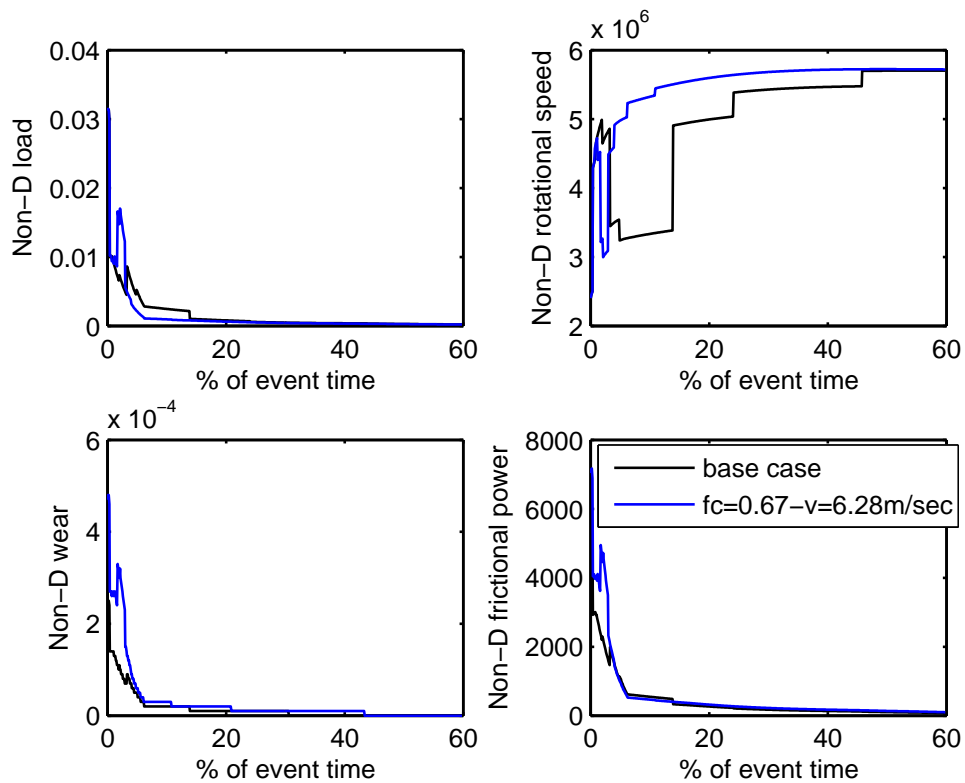 0.04
0.03
0.02
0.01
0
Non−D load
0 20 40 60
% of event time
x 10⁶
6
5
4
3
2
Non−D rotational speed
0 20 40 60
% of event time
x 10⁻⁴
6
4
2
0
Non−D wear
0 20 40 60
% of event time
8000
6000
4000
2000
0
Non−D frictional power
base case
fc=0.67−v=6.28m/sec
0 20 40 60
% of event time